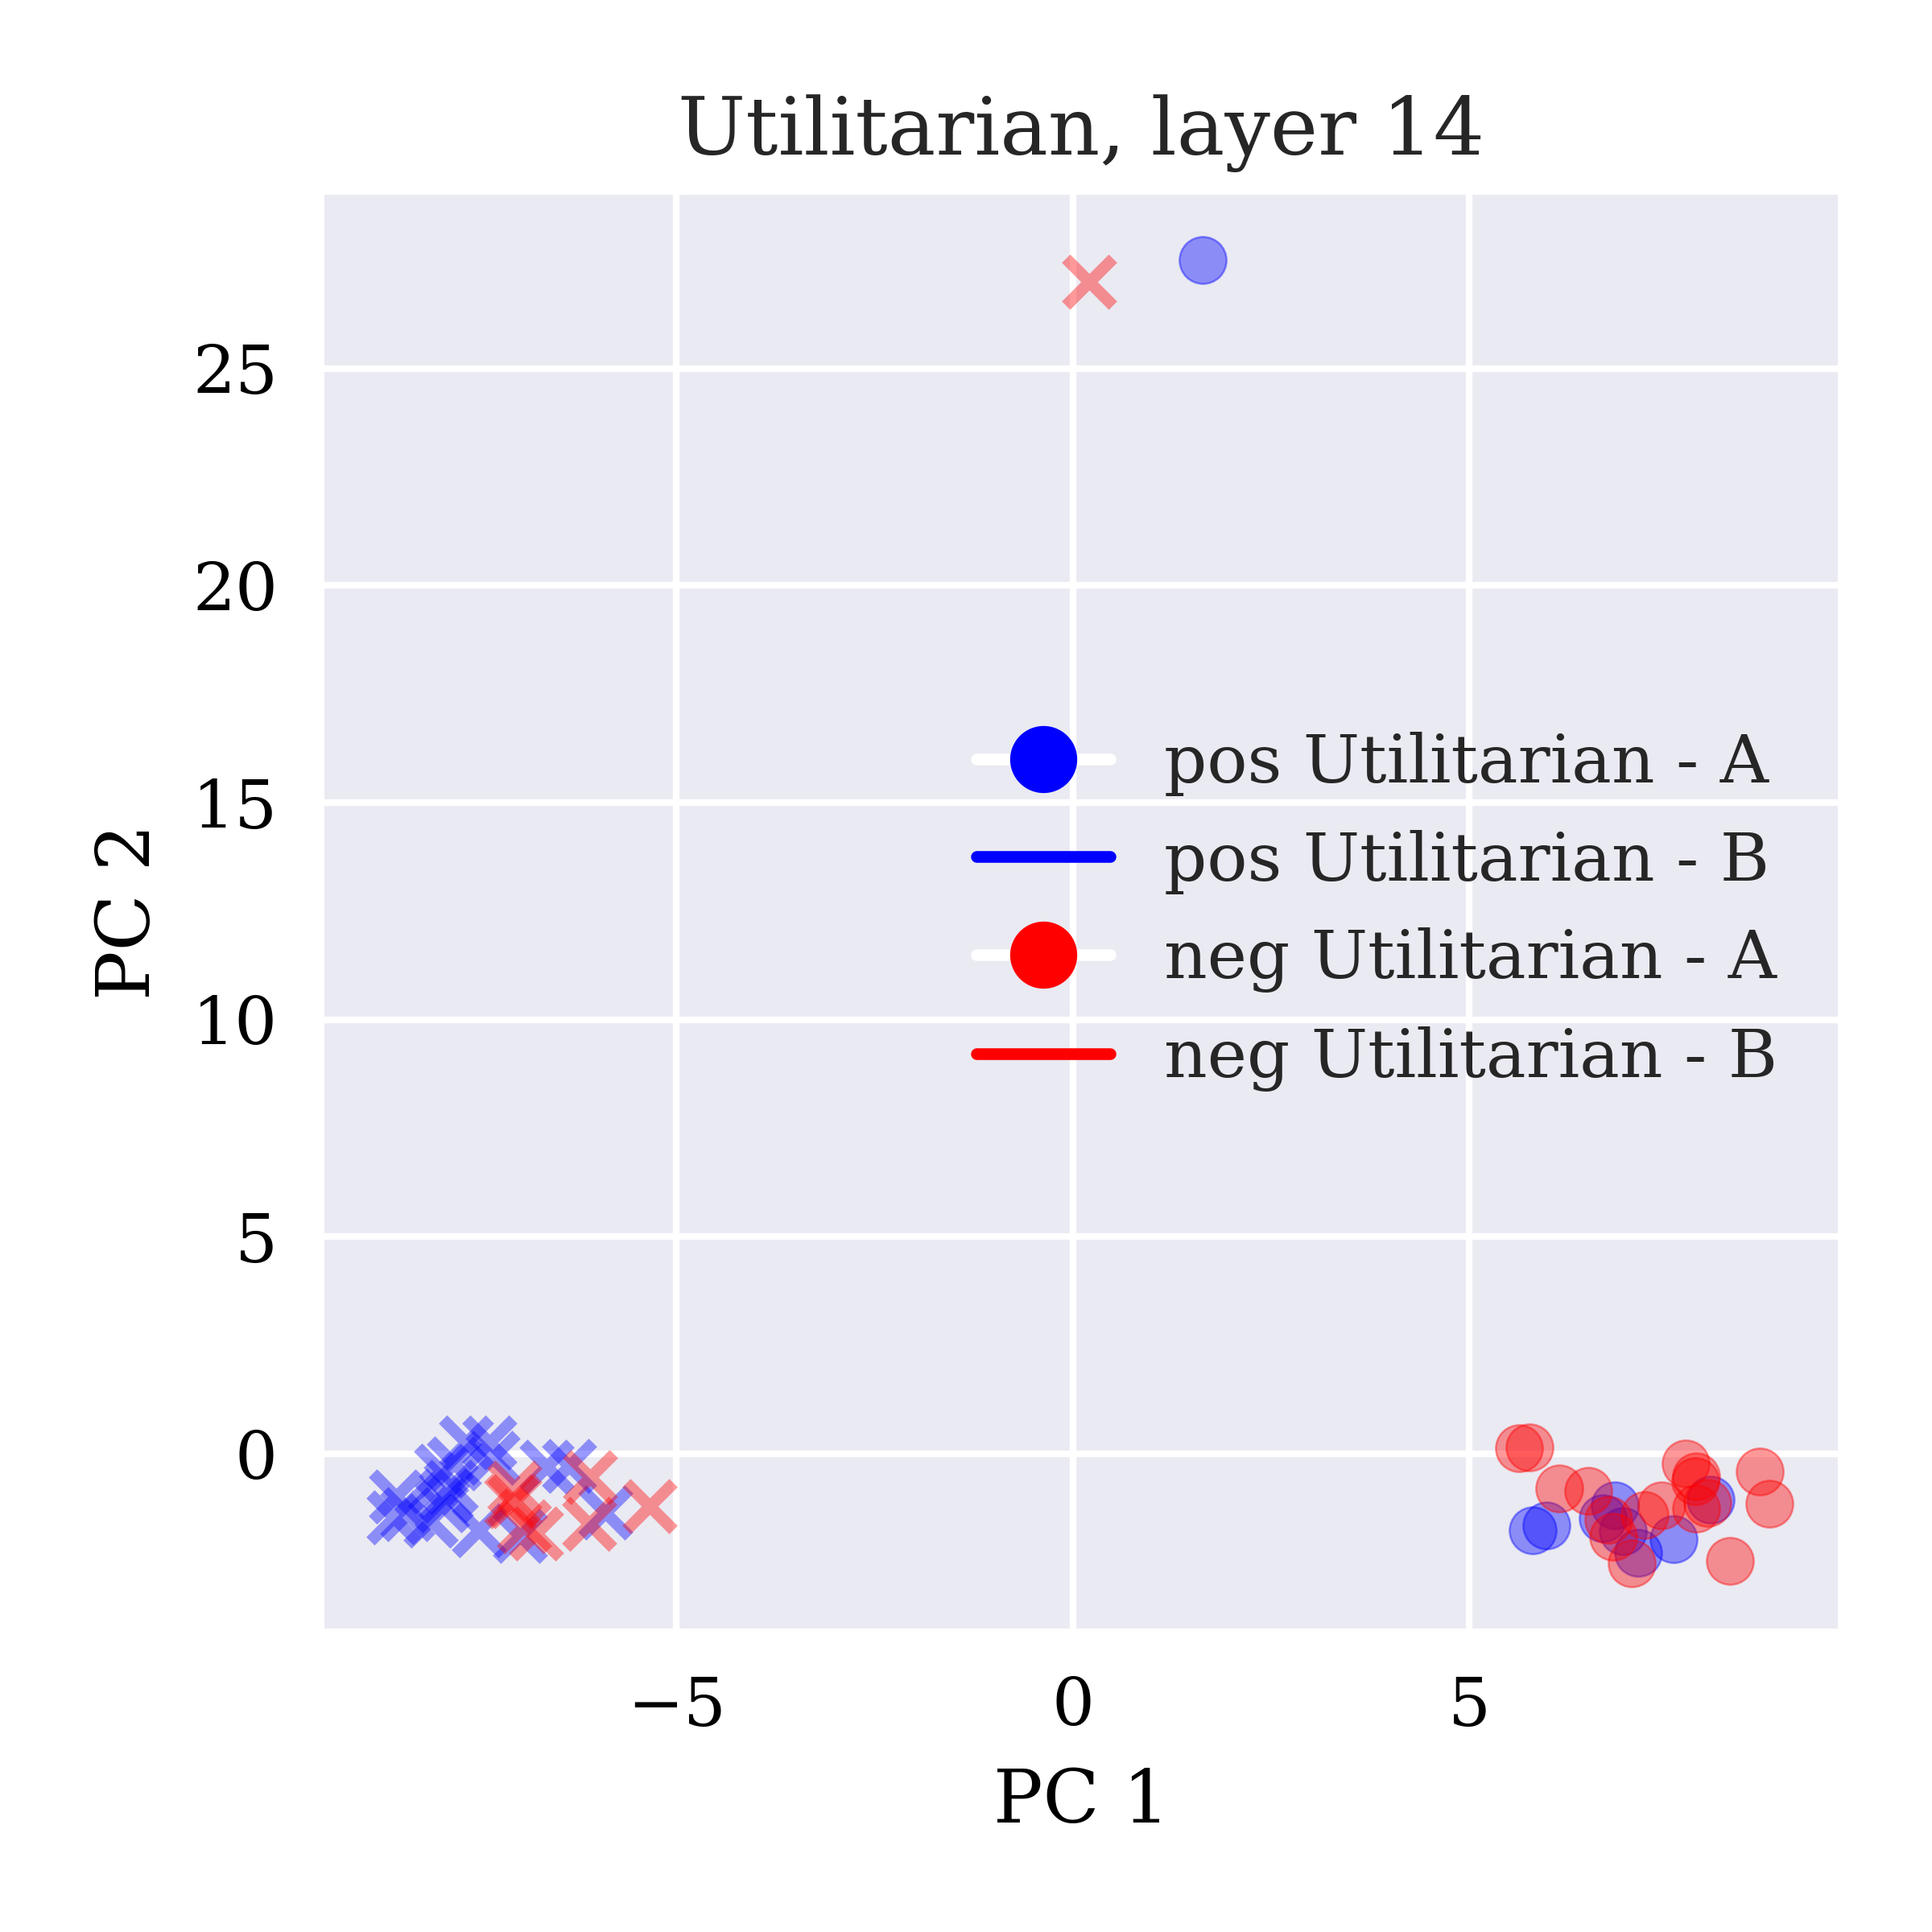 Utilitarian, layer 14
25
20
15
10
5
0
PC 2
pos Utilitarian - A
pos Utilitarian - B
neg Utilitarian - A
neg Utilitarian - B
−5 0 5
PC 1